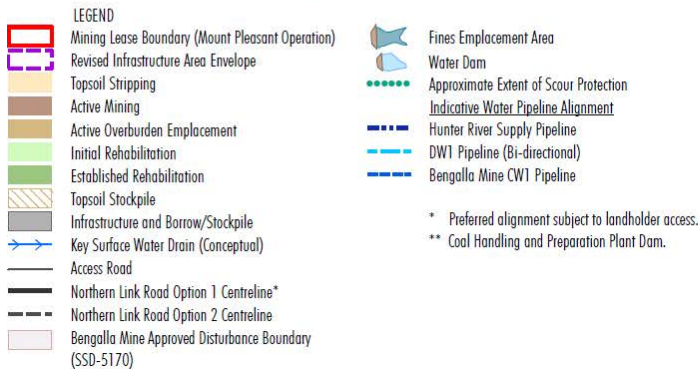 LEGEND
Mining Lease Boundary (Mount Pleasant Operation)
Revised Infrastructure Area Envelope
Topsoil Stripping
Active Mining
Active Overburden Emplacement
Initial Rehabilitation
Established Rehabilitation
Topsoil Stockpile
Infrastructure and Borrow/Stockpile
Key Surface Water Drain (Conceptual)
Access Road
Northern Link Road Option 1 Centreline*
Northern Link Road Option 2 Centreline
Bengalla Mine Approved Disturbance Boundary
(SSD-5170)
Fines Emplacement Area
Water Dam
Approximate Extent of Scour Protection
Indicative Water Pipeline Alignment
Hunter River Supply Pipeline
DW1 Pipeline (Bi-directional)
Bengalla Mine CW1 Pipeline
* Preferred alignment subject to landholder access.
** Coal Handling and Preparation Plant Dam.